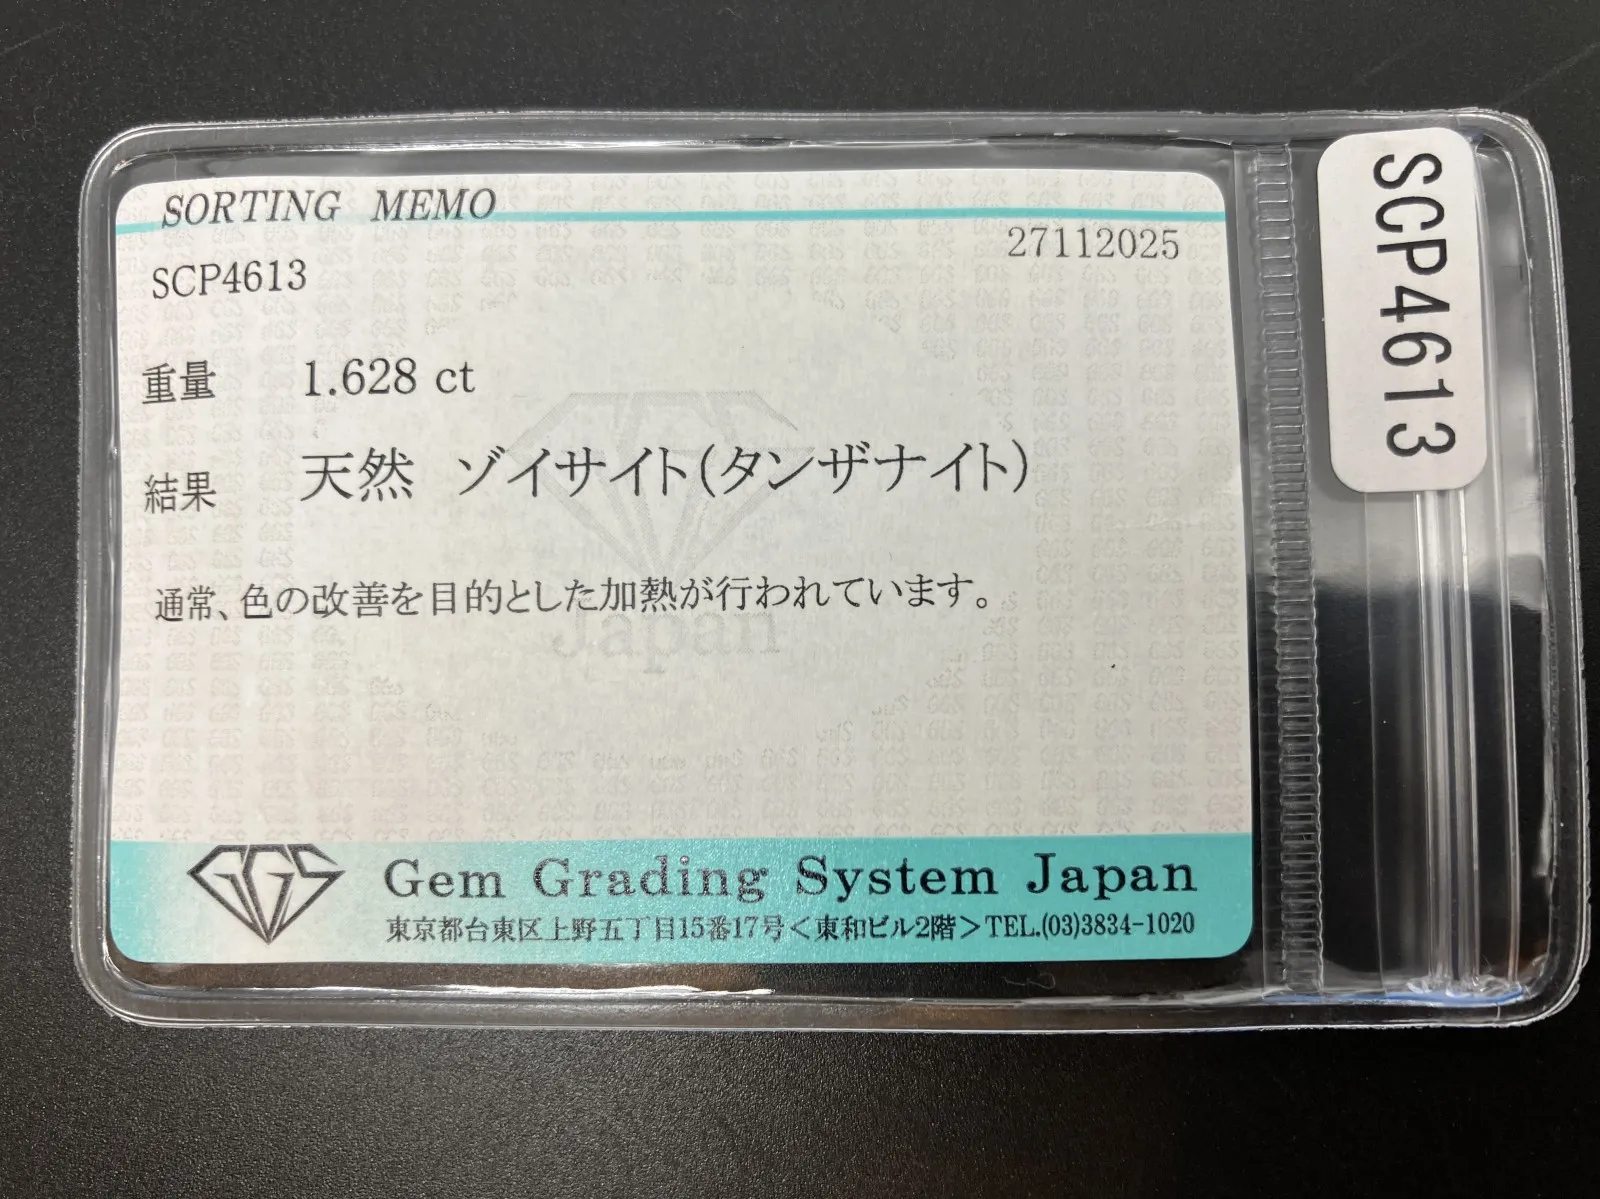 SORTING MEMO
27112025
SCP4613
重量 1.628 ct
結果 天然 ゾイサイト(タンザナイト)
通常、色の改善を目的とした加熱が行われています。
Japan
GGS
Gem Grading System Japan
東京都台東区上野五丁目15番17号<東和ビル2階>TEL.(03)3834-1020
SCP4613